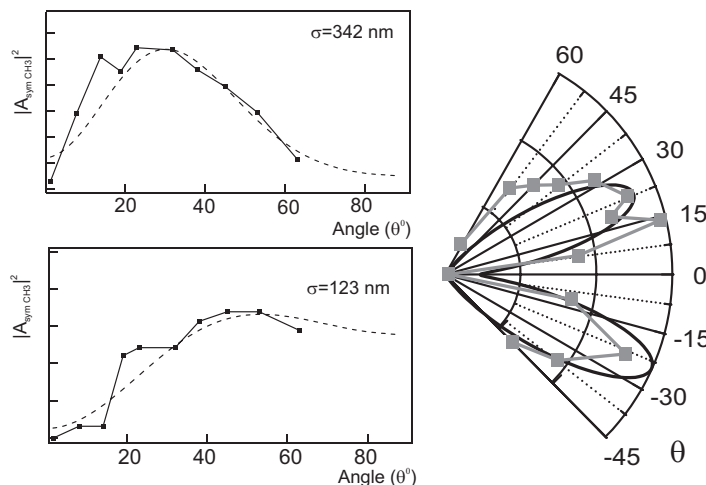 σ=342 nm
|A_sym CH3|²
20 40 60 80
Angle (θ⁰)
σ=123 nm
|A_sym CH3|²
20 40 60 80
Angle (θ⁰)
60
45
30
15
0
-15
-30
-45
θ